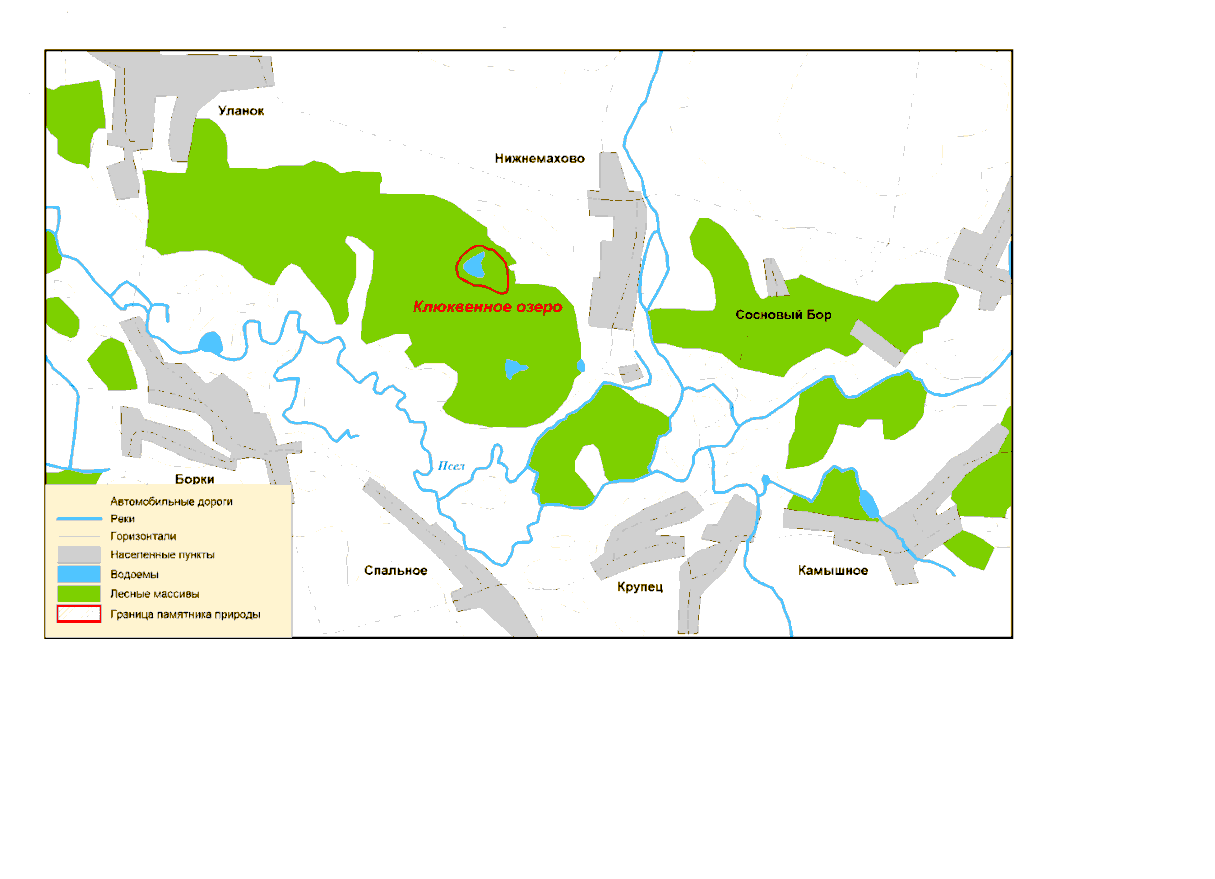 Уланок
Нижнемахово
Клюквенное озеро
Сосновый Бор
Псел
Борки
Спальное
Крупец
Камышное
Автомобильные дороги
Реки
Горизонтали
Населенные пункты
Водоемы
Лесные массивы
Граница памятника природы